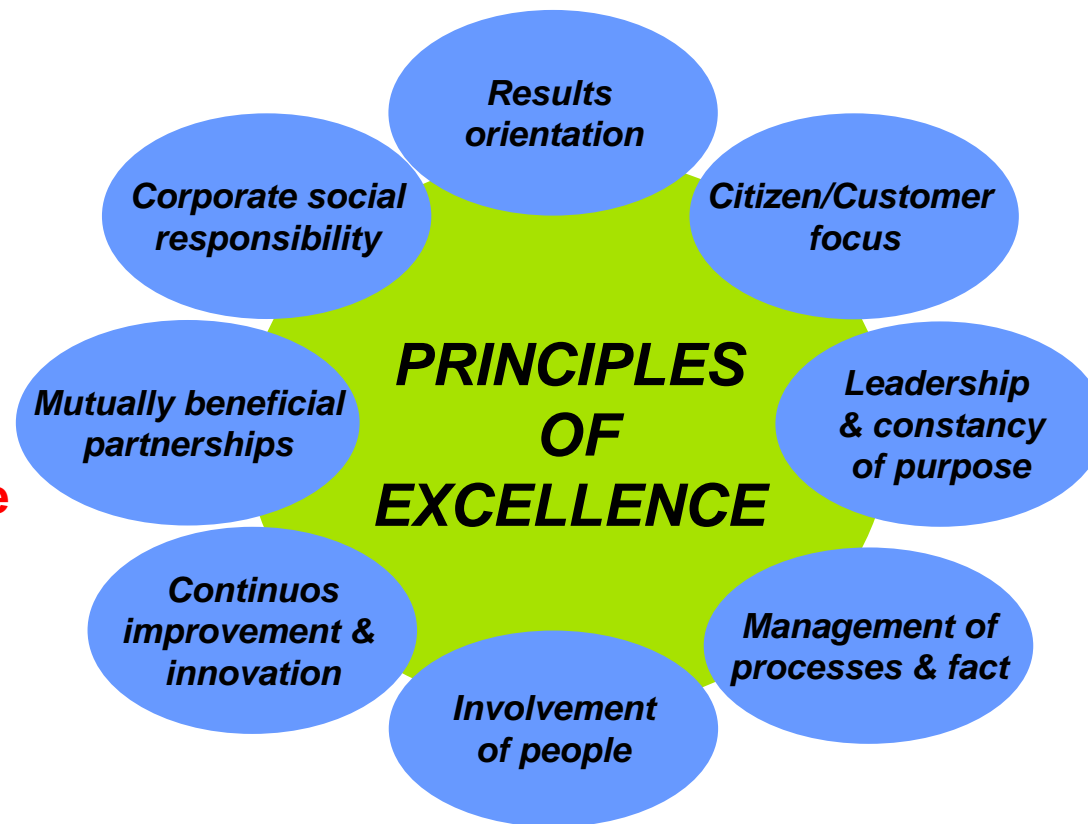 Results
orientation
Citizen/Customer
focus
Leadership
& constancy
of purpose
Management of
processes & fact
Involvement
of people
Continuos
improvement &
innovation
Mutually beneficial
partnerships
Corporate social
responsibility
PRINCIPLES
OF
EXCELLENCE
e